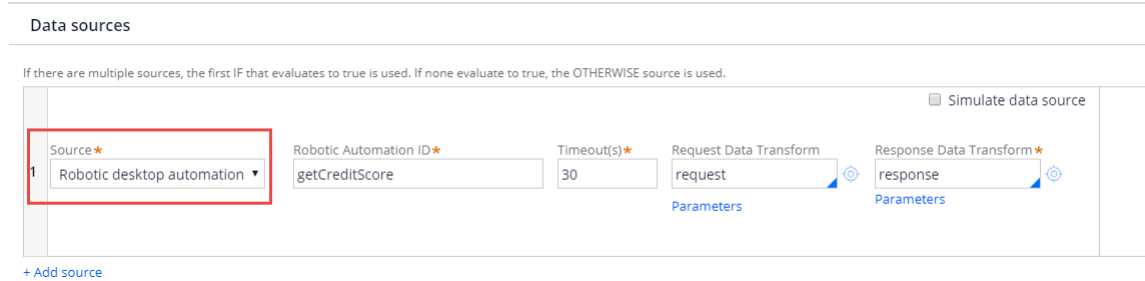 Data sources
If there are multiple sources, the first IF that evaluates to true is used. If none evaluate to true, the OTHERWISE source is used.
Simulate data source
Source* Robotic Automation ID* Timeout(s)* Request Data Transform Response Data Transform*
1 Robotic desktop automation getCreditScore 30 request response
Parameters Parameters
+ Add source